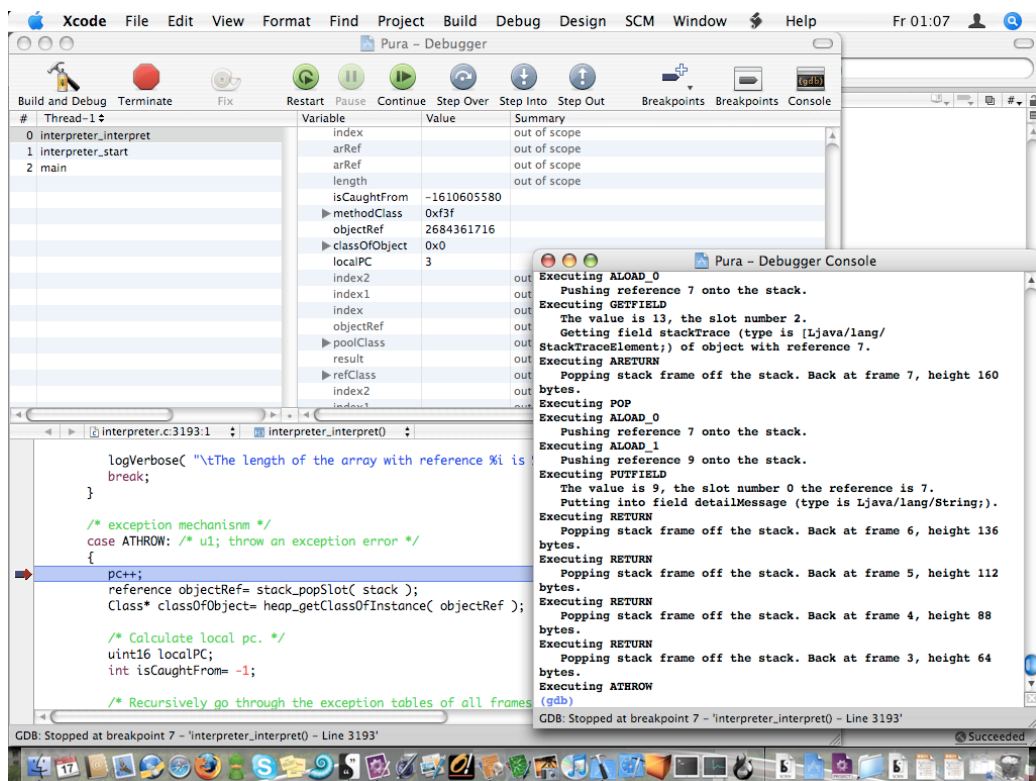 Xcode File Edit View Format Find Project Build Debug Design SCM Window Help Fr 01:07
Pura – Debugger
Build and Debug Terminate Fix Restart Pause Continue Step Over Step Into Step Out Breakpoints Breakpoints Console
# Thread-1 Variable Value Summary
0 interpreter_interpret
1 interpreter_start
2 main
index out of scope
arRef out of scope
arRef out of scope
length out of scope
isCaughtFrom -1610605580
methodClass 0xf3f
objectRef 2684361716
classOfObject 0x0
localPC 3
index2 out
index1 out
index out
objectRef out
poolClass out
result out
refClass out
index2 out
index1 out
interpreter.c:3193:1 interpreter_interpret()
logVerbose( "\tThe length of the array with reference %i is
break;
}
/* exception mechanisnm */
case ATHROW: /* u1; throw an exception error */
{
pc++;
reference objectRef= stack_popSlot( stack );
Class* classOfObject= heap_getClassOfInstance( objectRef );
/* Calculate local pc. */
uint16 localPC;
int isCaughtFrom= -1;
/* Recursively go through the exception tables of all frames
GDB: Stopped at breakpoint 7 – 'interpreter_interpret() – Line 3193'
Pura – Debugger Console
Executing ALOAD_0
Pushing reference 7 onto the stack.
Executing GETFIELD
The value is 13, the slot number 2.
Getting field stackTrace (type is [Ljava/lang/
StackTraceElement;) of object with reference 7.
Executing ARETURN
Popping stack frame off the stack. Back at frame 7, height 160
bytes.
Executing POP
Executing ALOAD_0
Pushing reference 7 onto the stack.
Executing ALOAD_1
Pushing reference 9 onto the stack.
Executing PUTFIELD
The value is 9, the slot number 0 the reference is 7.
Putting into field detailMessage (type is Ljava/lang/String;).
Executing RETURN
Popping stack frame off the stack. Back at frame 6, height 136
bytes.
Executing RETURN
Popping stack frame off the stack. Back at frame 5, height 112
bytes.
Executing RETURN
Popping stack frame off the stack. Back at frame 4, height 88
bytes.
Executing RETURN
Popping stack frame off the stack. Back at frame 3, height 64
bytes.
Executing ATHROW
(gdb)
GDB: Stopped at breakpoint 7 – 'interpreter_interpret() – Line 3193'
Succeeded